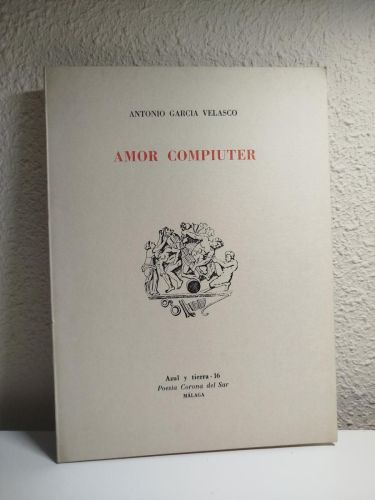 ANTONIO GARCIA VELASCO
AMOR COMPIUTER
Azul y tierra-16
Poesía Corona del Sur
MÁLAGA